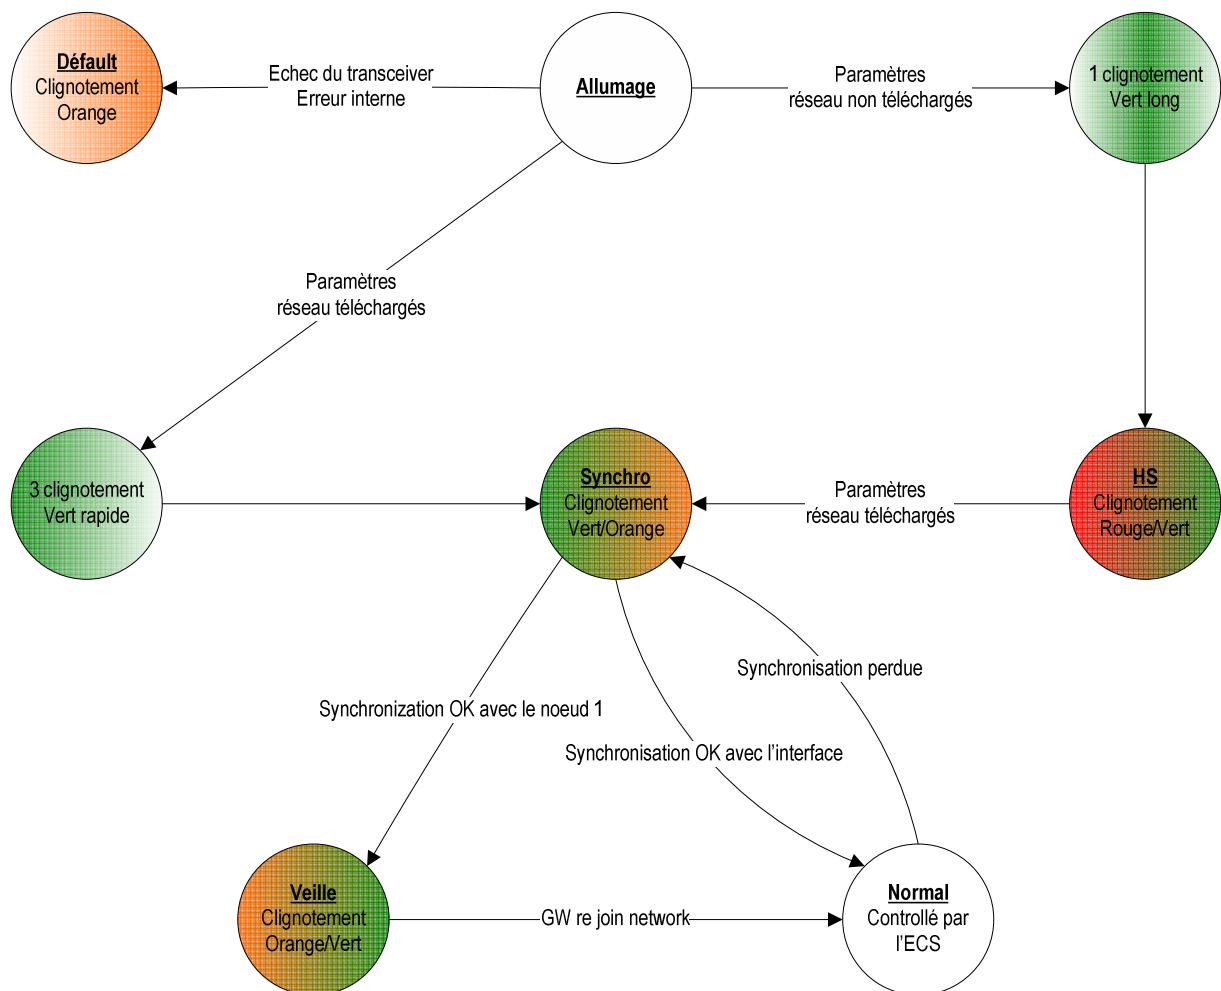 Défault
Clignotement
Orange
Echec du transceiver
Erreur interne
Allumage
Paramètres
réseau non téléchargés
1 clignotement
Vert long
Paramètres
réseau téléchargés
3 clignotement
Vert rapide
Synchro
Clignotement
Vert/Orange
Paramètres
réseau téléchargés
HS
Clignotement
Rouge/Vert
Synchronisation perdue
Synchronization OK avec le noeud 1
Synchronisation OK avec l'interface
Veille
Clignotement
Orange/Vert
GW re join network
Normal
Controllé par
l'ECS